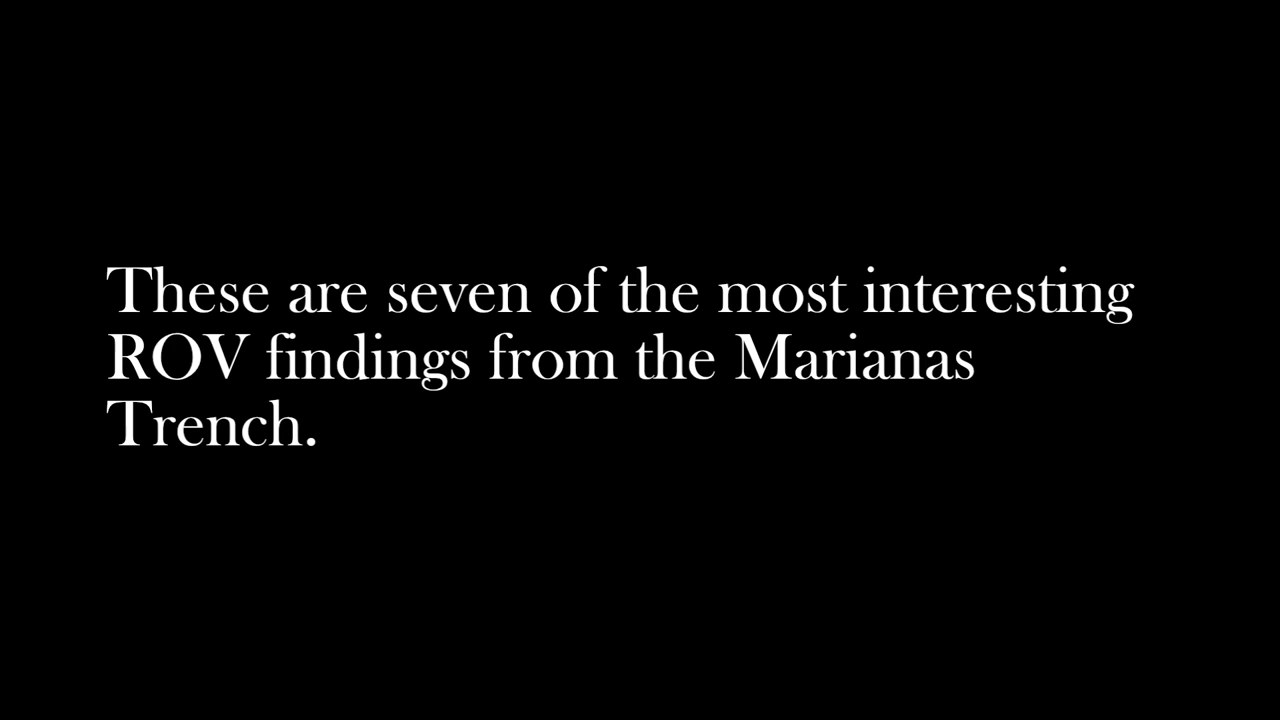 These are seven of the most interesting
ROV findings from the Marianas
Trench.